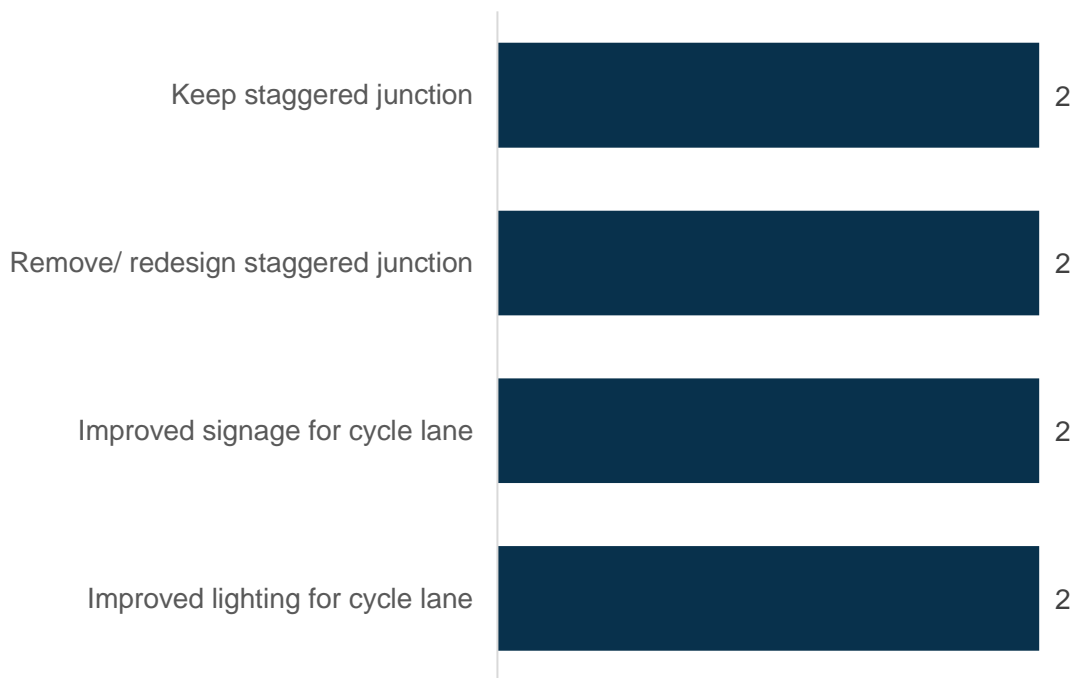 Keep staggered junction 2
Remove/ redesign staggered junction 2
Improved signage for cycle lane 2
Improved lighting for cycle lane 2